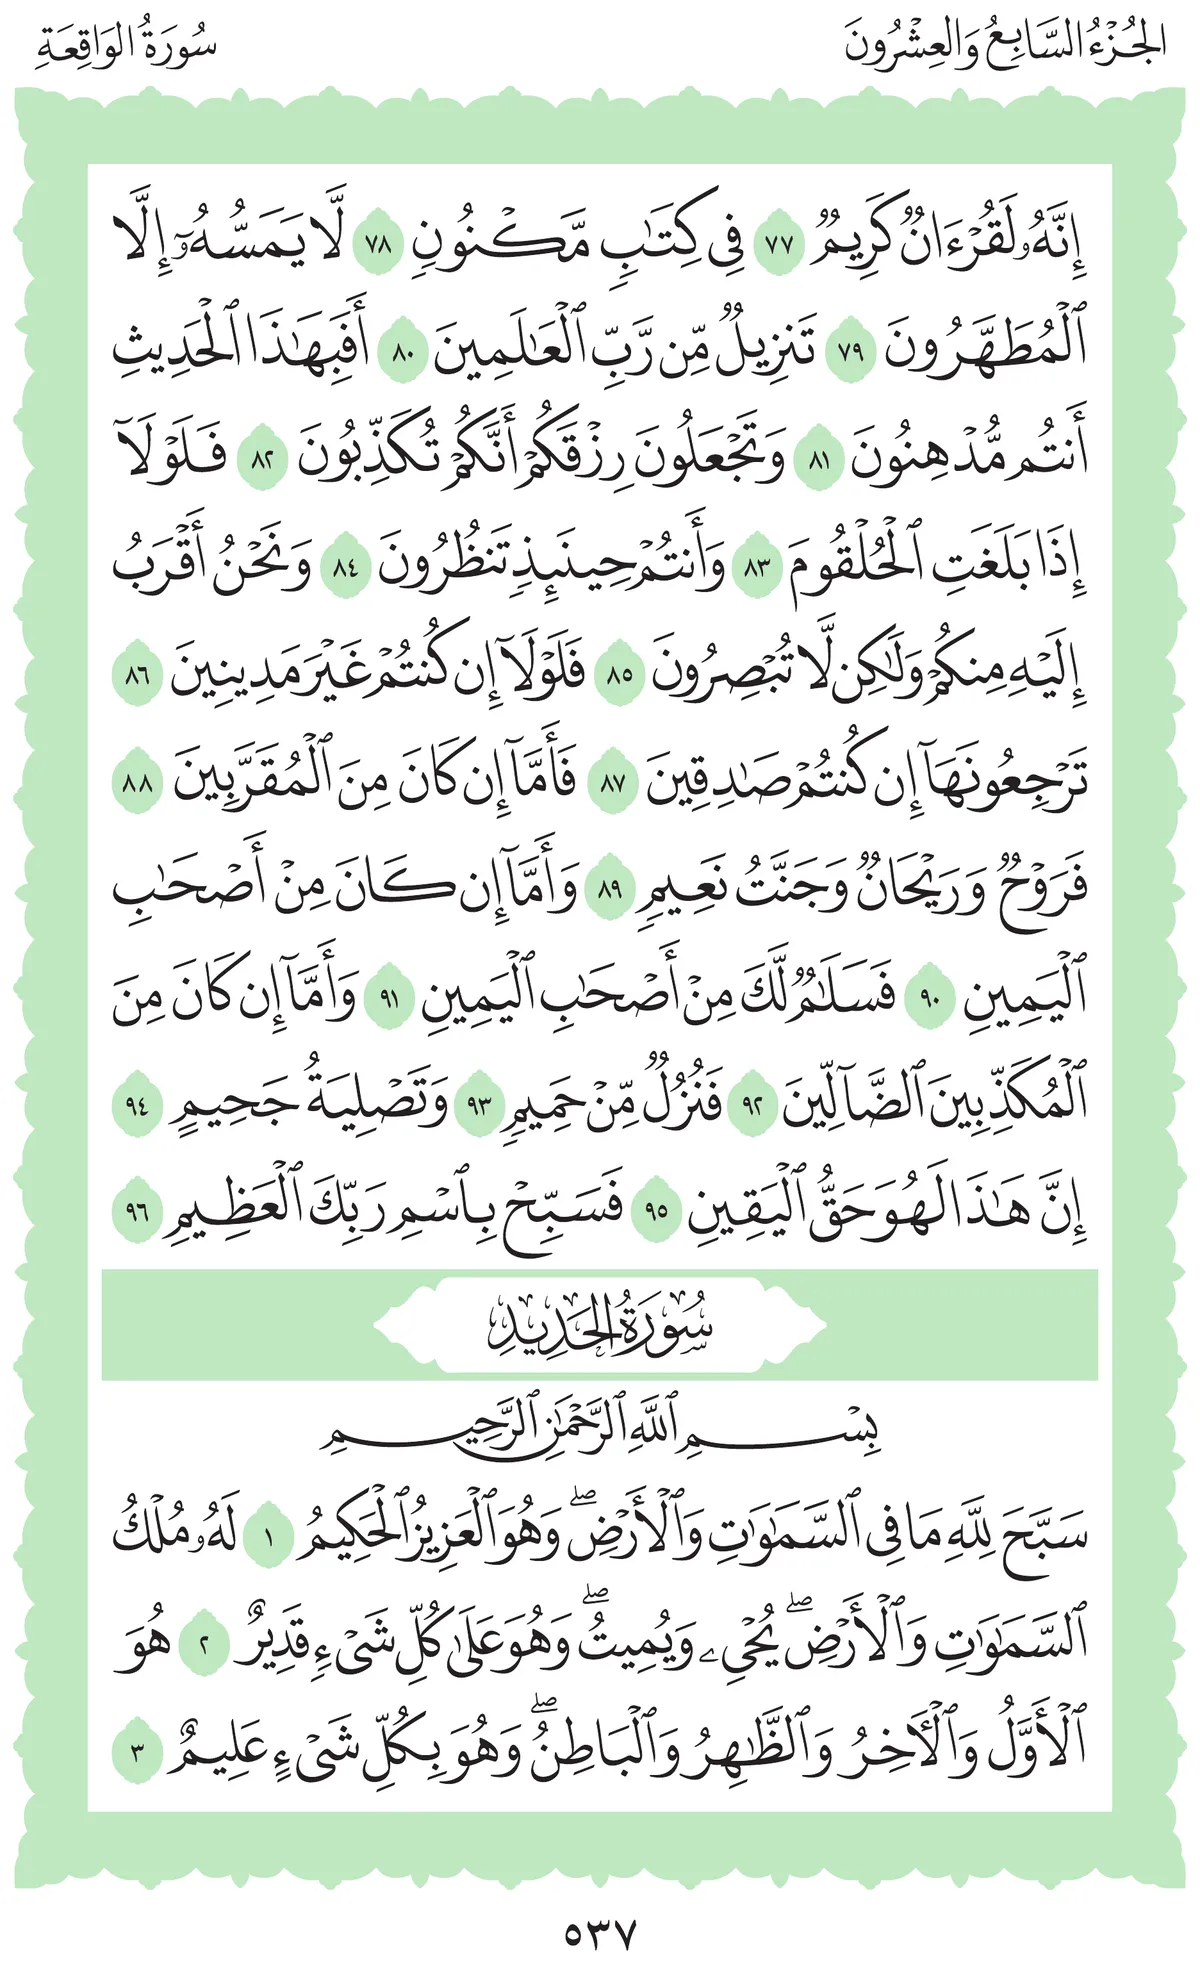 الجُزْءُ السَّابِعُ وَالعِشْرُونَ سُورَةُ الوَاقِعَةِ
إِنَّهُۥ لَقُرْءَانٌ كَرِيمٌ ٧٧ فِي كِتَٰبٍ مَّكْنُونٍ ٧٨ لَّا يَمَسُّهُۥٓ إِلَّا
ٱلْمُطَهَّرُونَ ٧٩ تَنزِيلٌ مِّن رَّبِّ ٱلْعَٰلَمِينَ ٨٠ أَفَبِهَٰذَا ٱلْحَدِيثِ
أَنتُم مُّدْهِنُونَ ٨١ وَتَجْعَلُونَ رِزْقَكُمْ أَنَّكُمْ تُكَذِّبُونَ ٨٢ فَلَوْلَآ
إِذَا بَلَغَتِ ٱلْحُلْقُومَ ٨٣ وَأَنتُمْ حِينَئِذٍ تَنظُرُونَ ٨٤ وَنَحْنُ أَقْرَبُ
إِلَيْهِ مِنكُمْ وَلَٰكِن لَّا تُبْصِرُونَ ٨٥ فَلَوْلَآ إِن كُنتُمْ غَيْرَ مَدِينِينَ ٨٦
تَرْجِعُونَهَآ إِن كُنتُمْ صَٰدِقِينَ ٨٧ فَأَمَّآ إِن كَانَ مِنَ ٱلْمُقَرَّبِينَ ٨٨
فَرَوْحٌ وَرَيْحَانٌ وَجَنَّتُ نَعِيمٍ ٨٩ وَأَمَّآ إِن كَانَ مِنْ أَصْحَٰبِ
ٱلْيَمِينِ ٩٠ فَسَلَٰمٌ لَّكَ مِنْ أَصْحَٰبِ ٱلْيَمِينِ ٩١ وَأَمَّآ إِن كَانَ مِنَ
ٱلْمُكَذِّبِينَ ٱلضَّآلِّينَ ٩٢ فَنُزُلٌ مِّنْ حَمِيمٍ ٩٣ وَتَصْلِيَةُ جَحِيمٍ ٩٤
إِنَّ هَٰذَا لَهُوَ حَقُّ ٱلْيَقِينِ ٩٥ فَسَبِّحْ بِٱسْمِ رَبِّكَ ٱلْعَظِيمِ ٩٦
سُورَةُ الحَدِيدِ
بِسْمِ ٱللَّهِ ٱلرَّحْمَٰنِ ٱلرَّحِيمِ
سَبَّحَ لِلَّهِ مَا فِي ٱلسَّمَٰوَٰتِ وَٱلْأَرْضِۖ وَهُوَ ٱلْعَزِيزُ ٱلْحَكِيمُ ١ لَهُۥ مُلْكُ
ٱلسَّمَٰوَٰتِ وَٱلْأَرْضِۖ يُحْيِۦ وَيُمِيتُۖ وَهُوَ عَلَىٰ كُلِّ شَيْءٍ قَدِيرٌ ٢ هُوَ
ٱلْأَوَّلُ وَٱلْأٓخِرُ وَٱلظَّٰهِرُ وَٱلْبَاطِنُۖ وَهُوَ بِكُلِّ شَيْءٍ عَلِيمٌ ٣
٥٣٧